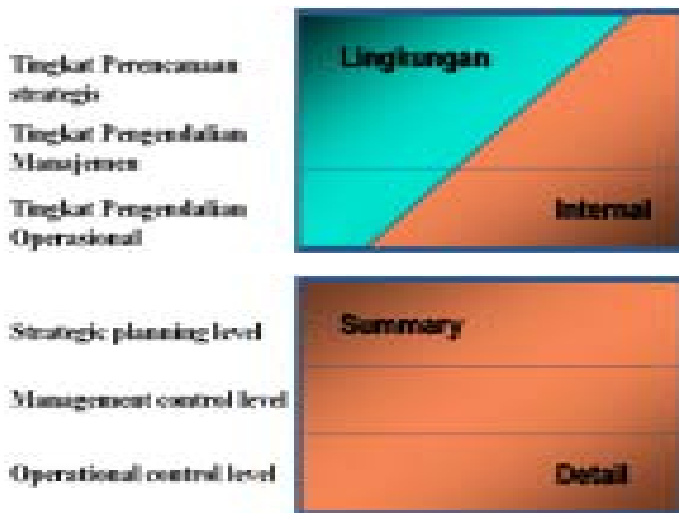 Tingkat Perencanaan
strategis
Lingkungan
Tingkat Pengendalian
Manajemen
Tingkat Pengendalian
Operasional
Internal
Strategic planning level
Summary
Management control level
Operational control level
Detail